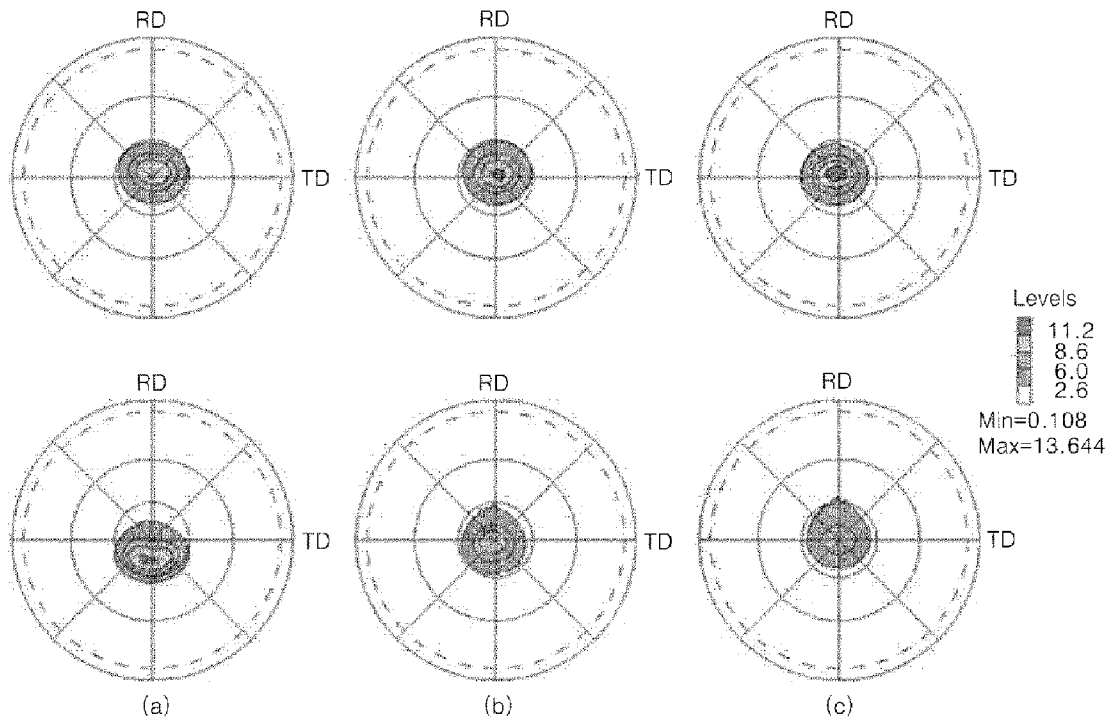 RD
RD
RD
TD
TD
TD
Levels
11.2
8.6
6.0
2.6
Min=0.108
Max=13.644
RD
RD
RD
TD
TD
TD
(a)
(b)
(c)